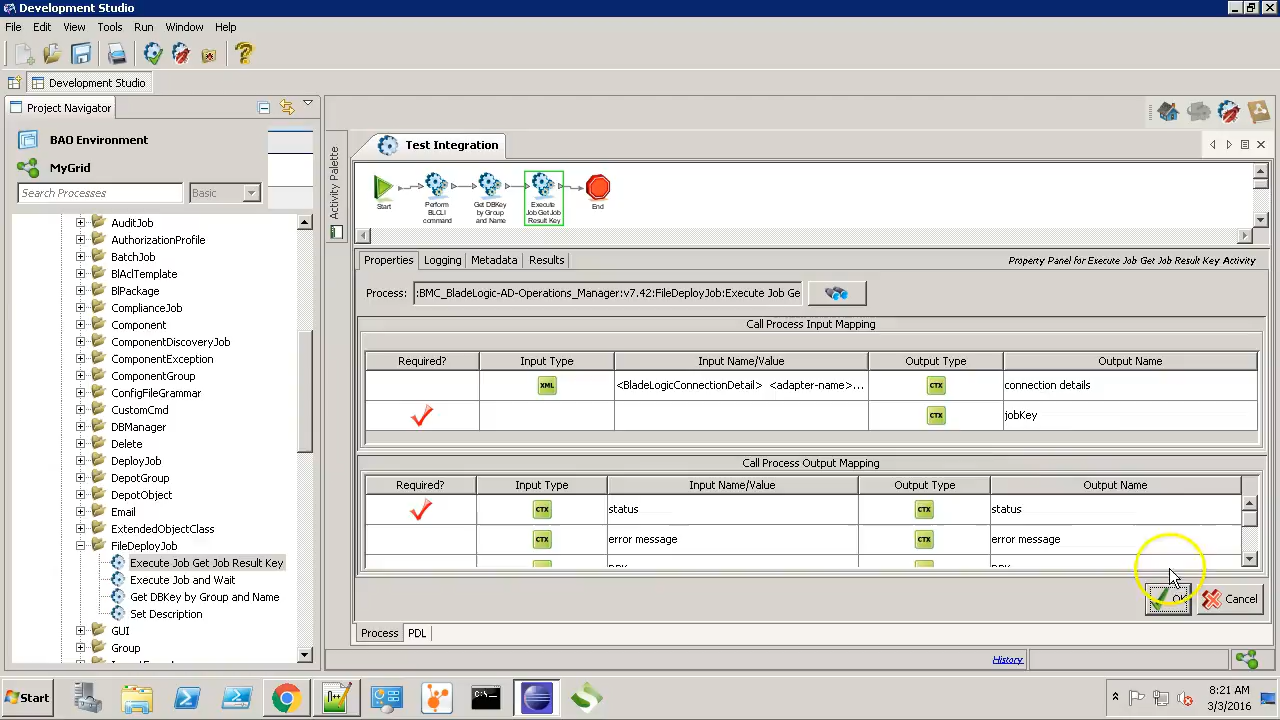 Development Studio
File Edit View Tools Run Window Help
Development Studio
Project Navigator
BAO Environment
MyGrid
Search Processes
Basic
AuditJob
AuthorizationProfile
BatchJob
BlAclTemplate
BlPackage
ComplianceJob
Component
ComponentDiscoveryJob
ComponentException
ComponentGroup
ConfigFileGrammar
CustomCmd
DBManager
Delete
DeployJob
DepotGroup
DepotObject
Email
ExtendedObjectClass
FileDeployJob
Execute Job Get Job Result Key
Execute Job and Wait
Get DBKey by Group and Name
Set Description
GUI
Group
Activity Palette
Test Integration
Start
Perform
BLCLI
command
Get DBKey
by Group
and Name
Execute
Job Get Job
Result Key
End
Properties Logging Metadata Results
Property Panel for Execute Job Get Job Result Key Activity
Process: :BMC_BladeLogic-AD-Operations_Manager:v7.42:FileDeployJob:Execute Job Ge
Call Process Input Mapping
Required? Input Type Input Name/Value Output Type Output Name
XML <BladeLogicConnectionDetail> <adapter-name>... CTX connection details
CTX jobKey
Call Process Output Mapping
Required? Input Type Input Name/Value Output Type Output Name
CTX status CTX status
CTX error message CTX error message
Cancel
Process PDL
History
Start
8:21 AM
3/3/2016